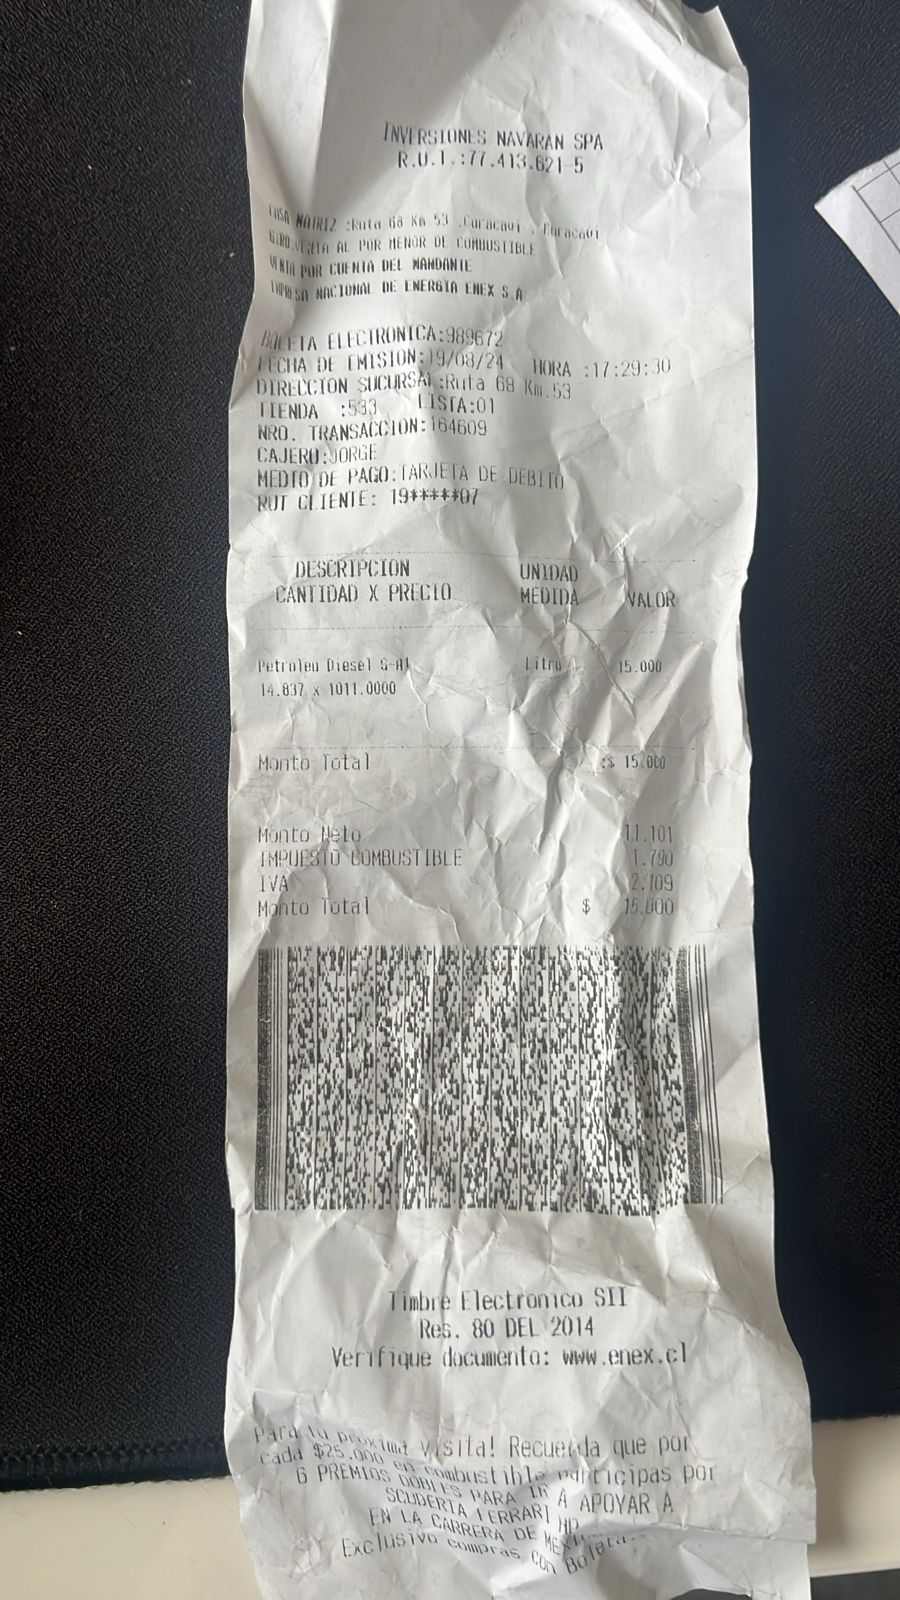 INVERSIONES NAVARAN SPA
R.U.T.:77.413.621-5
CASA MATRIZ :Ruta 68 Km 53 .Curacavi , Curacavi
GIRO:VENTA AL POR MENOR DE COMBUSTIBLE
VENTA POR CUENTA DEL MANDANTE
EMPRESA NACIONAL DE ENERGIA ENEX S.A
BOLETA ELECTRONICA:989672
FECHA DE EMISION:19/08/24 HORA :17:29:30
DIRECCION SUCURSAL:Ruta 68 Km.53
TIENDA :533 LISTA:01
NRO. TRANSACCION:164609
CAJERO:JORGE
MEDIO DE PAGO:TARJETA DE DEBITO
RUT CLIENTE: 19*****07
DESCRIPCION UNIDAD
CANTIDAD X PRECIO MEDIDA VALOR
Petroleo Diesel S-A1 Litro 15.000
14.837 x 1011.0000
Monto Total :$ 15.000
Monto Neto 11.101
IMPUESTO COMBUSTIBLE 1.790
IVA 2.109
Monto Total $ 15.000
Timbre Electronico SII
Res. 80 DEL 2014
Verifique documento: www.enex.cl
Para tu próxima visita! Recuerda que por
cada $25.000 en combustible participas por
6 PREMIOS DOBLES PARA IR A APOYAR A
SCUDERIA FERRARI HP
EN LA CARRERA DE
Exclusivo compras con Boleta